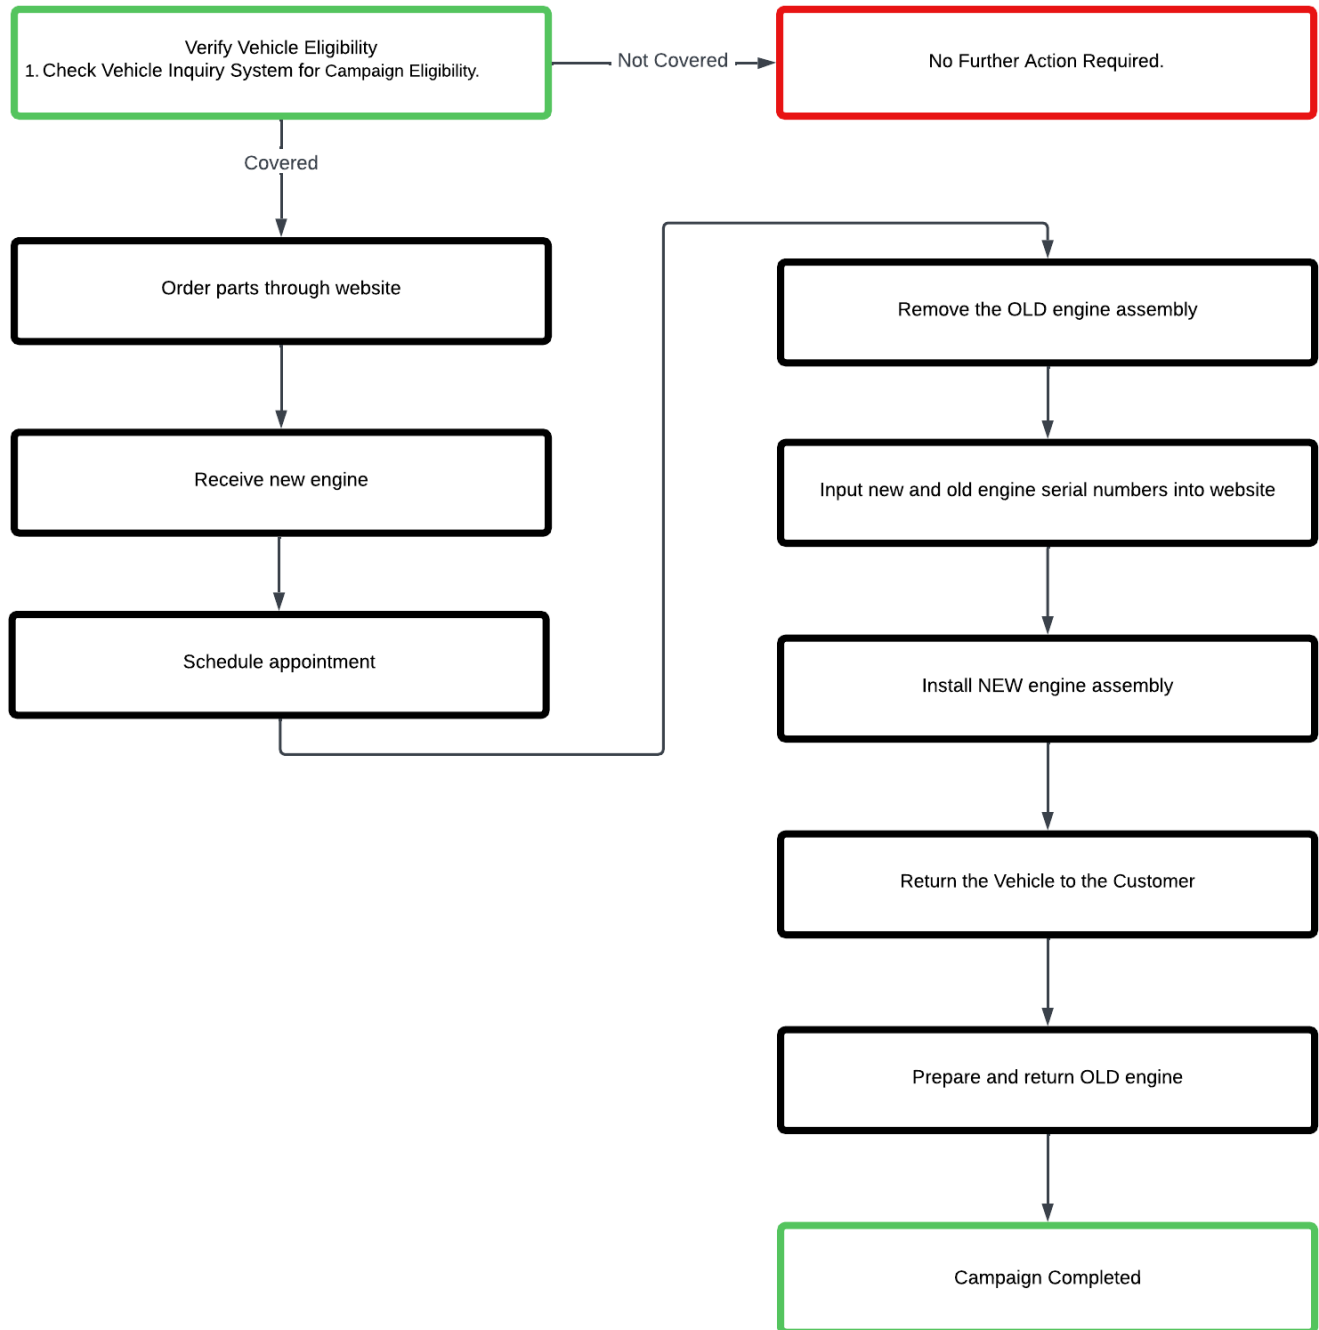 Verify Vehicle Eligibility
1. Check Vehicle Inquiry System for Campaign Eligibility.
Not Covered
No Further Action Required.
Covered
Order parts through website
Receive new engine
Schedule appointment
Remove the OLD engine assembly
Input new and old engine serial numbers into website
Install NEW engine assembly
Return the Vehicle to the Customer
Prepare and return OLD engine
Campaign Completed